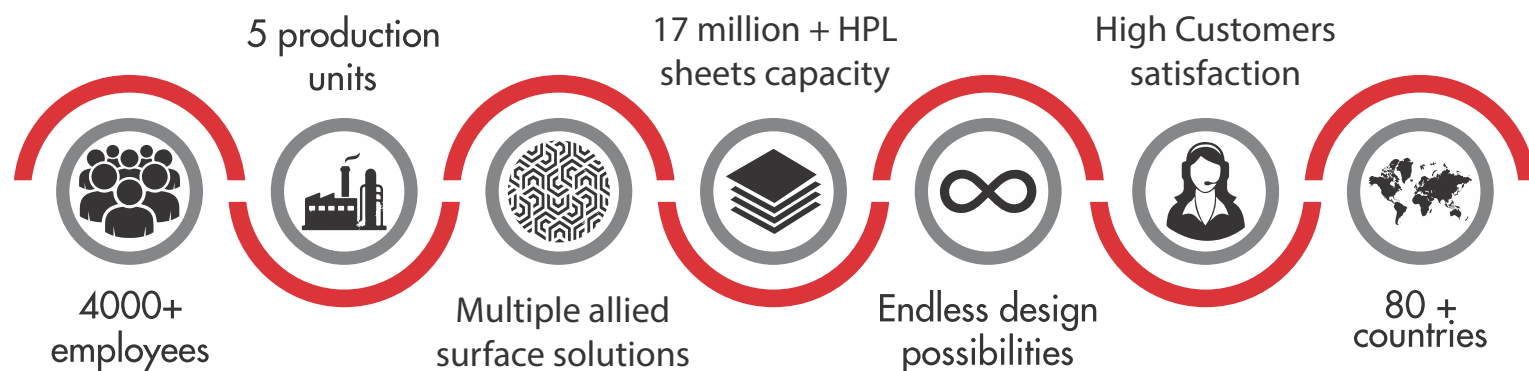 4000+
employees
5 production
units
Multiple allied
surface solutions
17 million + HPL
sheets capacity
Endless design
possibilities
High Customers
satisfaction
80 +
countries